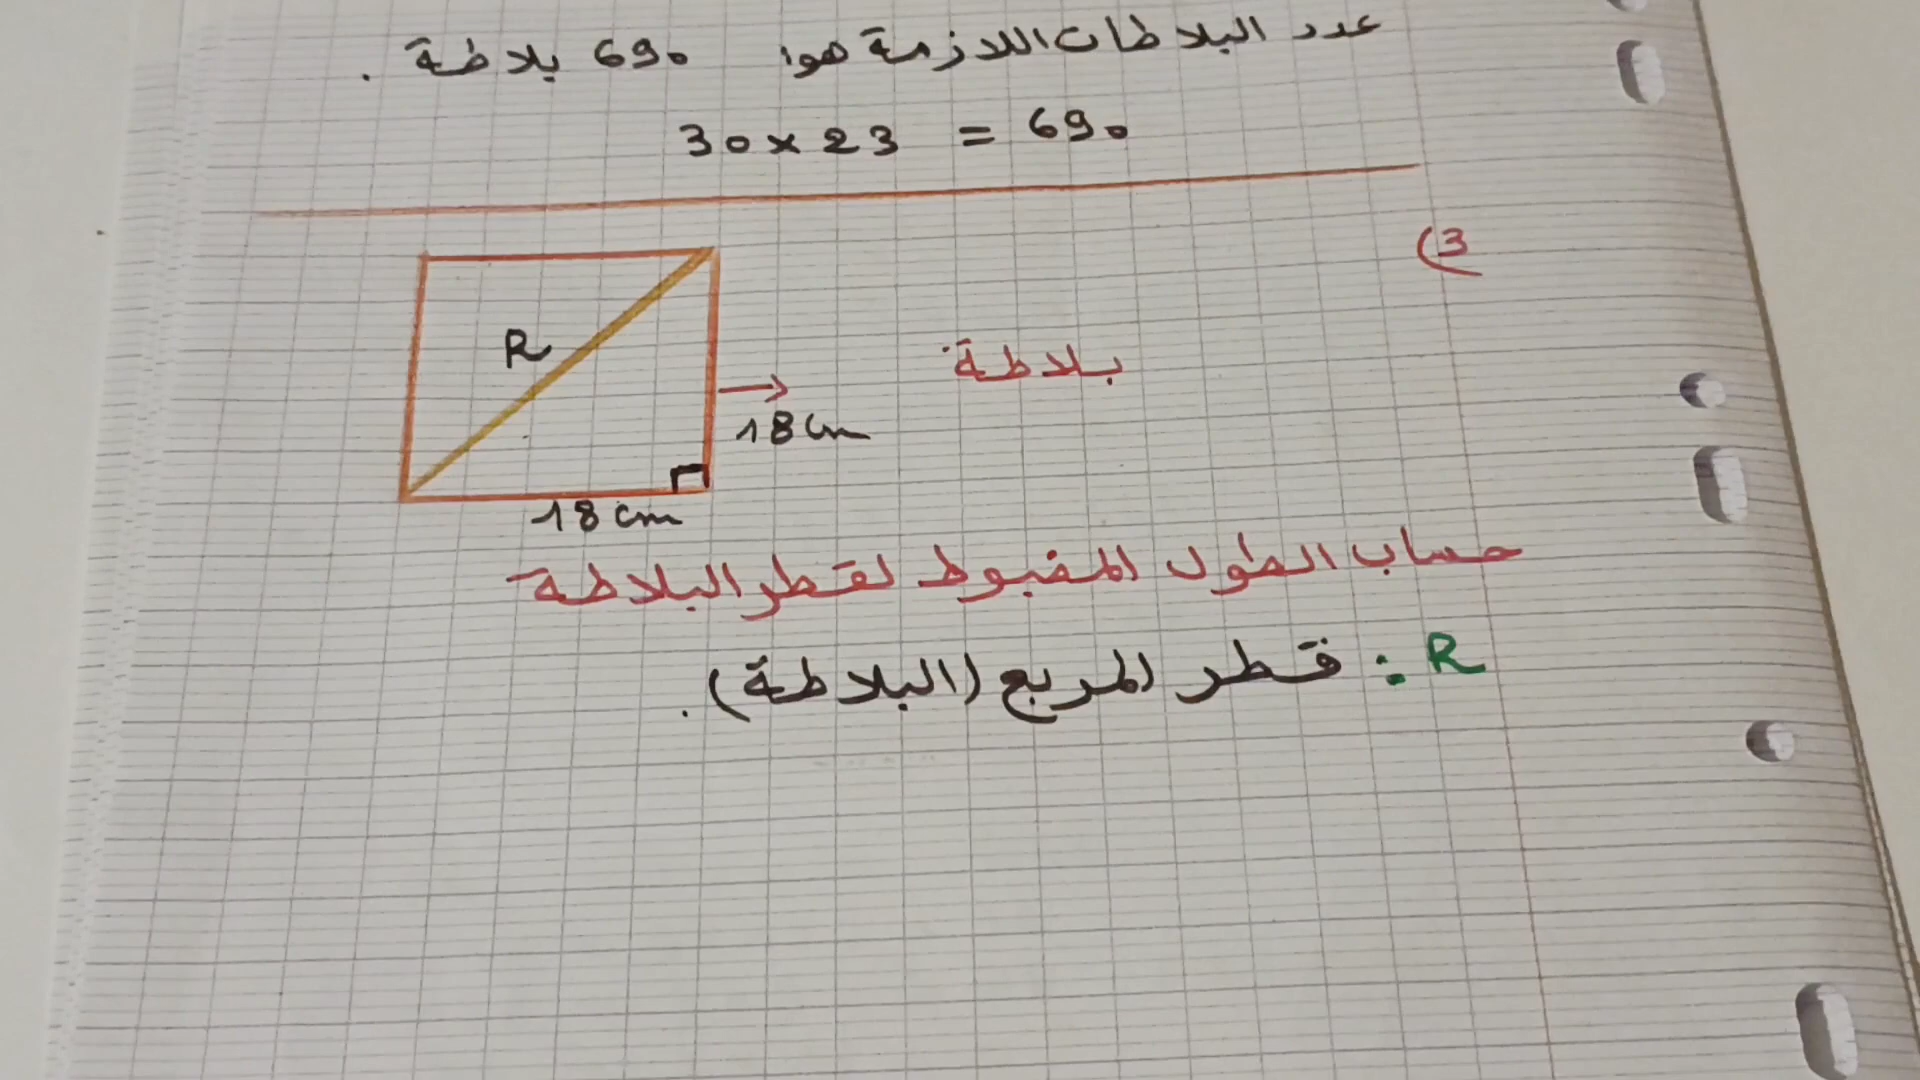 عدد البلاطات اللازمة هو: 690 بلاطة .
30 × 23 = 690
3)
R
بلاطة
18 cm
18 cm
حساب الطول المضبوط لقطر البلاطة
R : قطر المربع (البلاطة).